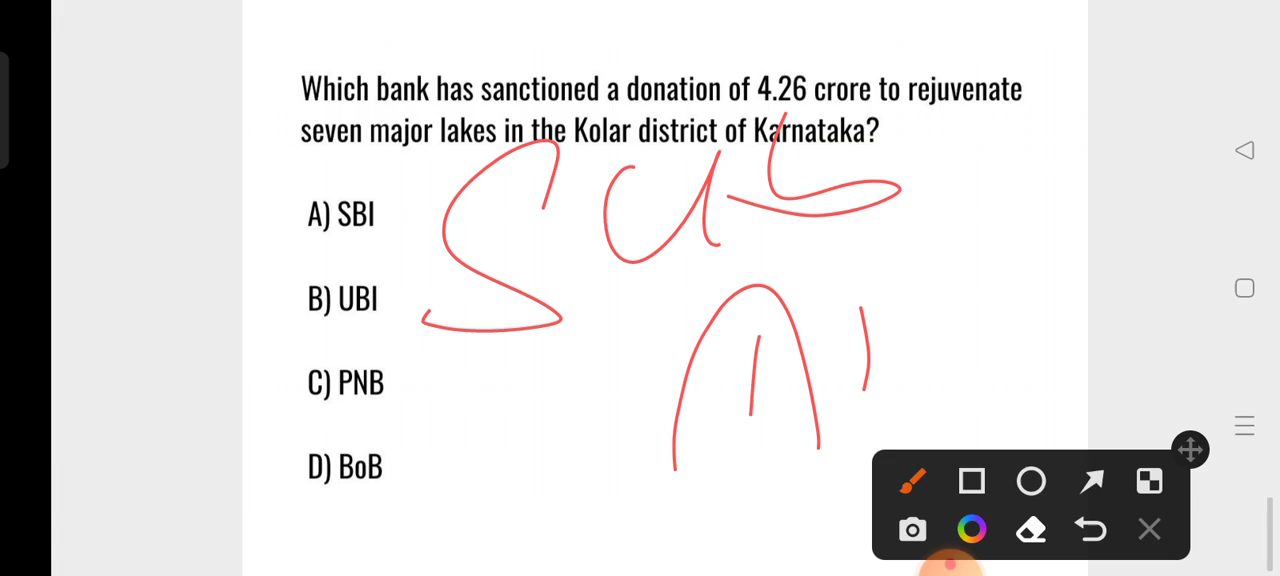 Which bank has sanctioned a donation of 4.26 crore to rejuvenate
seven major lakes in the Kolar district of Karnataka?
A) SBI
B) UBI
C) PNB
D) BoB